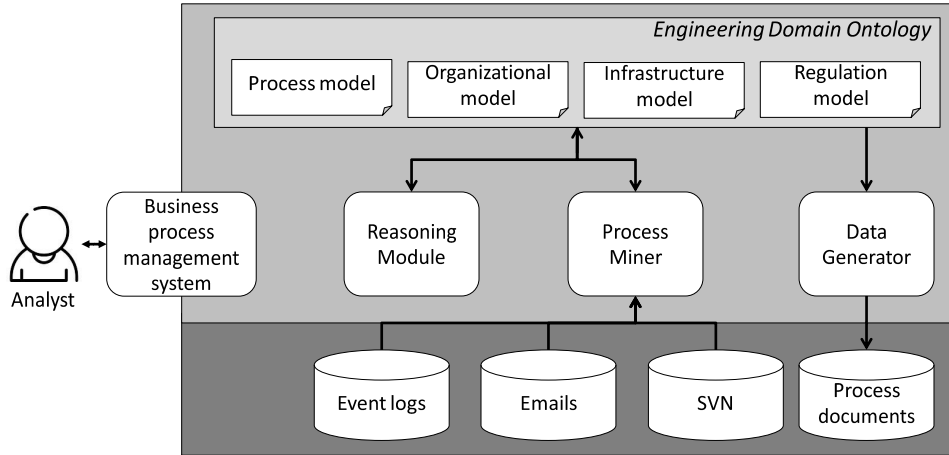 Engineering Domain Ontology
Process model
Organizational
model
Infrastructure
model
Regulation
model
Business
process
management
system
Analyst
Reasoning
Module
Process
Miner
Data
Generator
Event logs
Emails
SVN
Process
documents